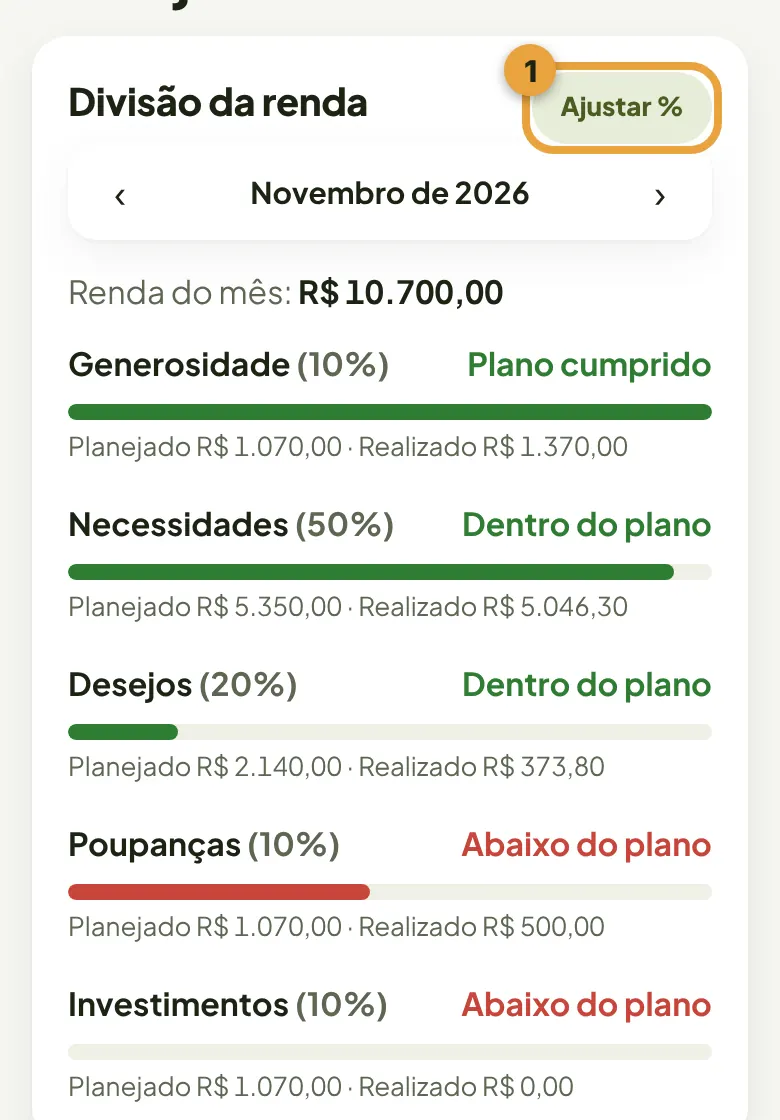 1
Divisão da renda
Ajustar %
‹ Novembro de 2026 ›
Renda do mês: R$ 10.700,00
Generosidade (10%) Plano cumprido
Planejado R$ 1.070,00 · Realizado R$ 1.370,00
Necessidades (50%) Dentro do plano
Planejado R$ 5.350,00 · Realizado R$ 5.046,30
Desejos (20%) Dentro do plano
Planejado R$ 2.140,00 · Realizado R$ 373,80
Poupanças (10%) Abaixo do plano
Planejado R$ 1.070,00 · Realizado R$ 500,00
Investimentos (10%) Abaixo do plano
Planejado R$ 1.070,00 · Realizado R$ 0,00